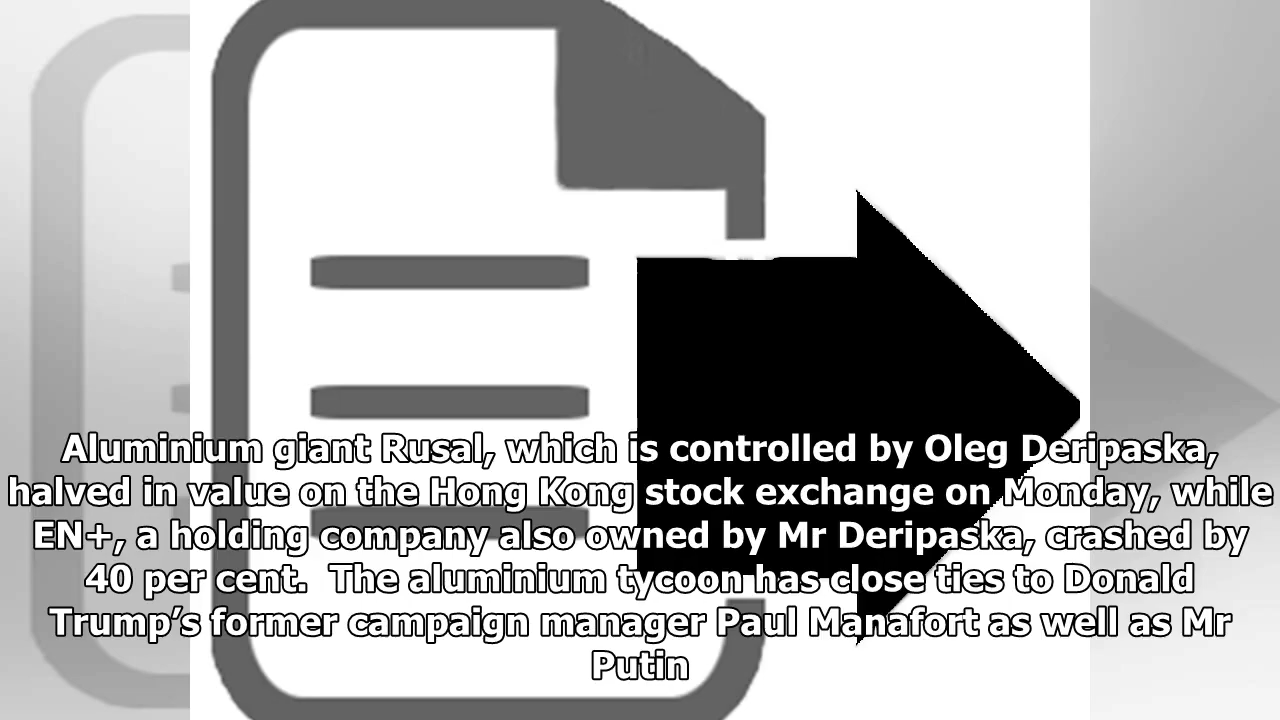 Aluminium giant Rusal, which is controlled by Oleg Deripaska,
halved in value on the Hong Kong stock exchange on Monday, while
EN+, a holding company also owned by Mr Deripaska, crashed by
40 per cent.  The aluminium tycoon has close ties to Donald
Trump’s former campaign manager Paul Manafort as well as Mr
Putin